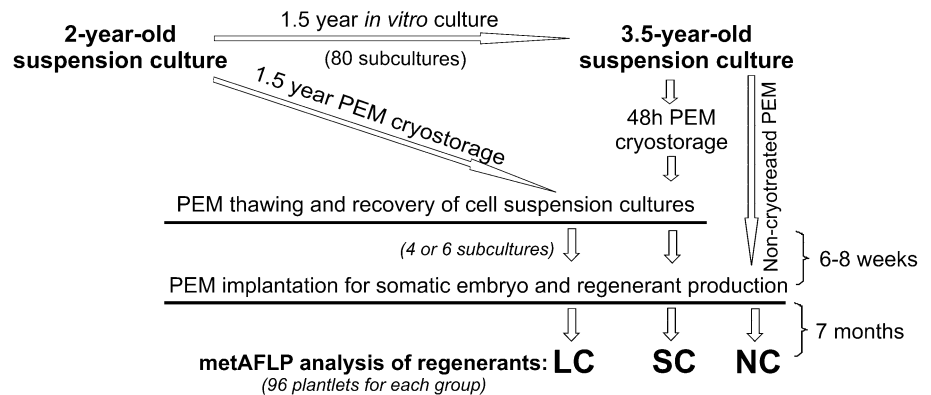 1.5 year in vitro culture
2-year-old
suspension culture
(80 subcultures)
3.5-year-old
suspension culture
1.5 year PEM cryostorage
48h PEM
cryostorage
Non-cryotreated PEM
PEM thawing and recovery of cell suspension cultures
(4 or 6 subcultures)
6-8 weeks
PEM implantation for somatic embryo and regenerant production
7 months
metAFLP analysis of regenerants: LC SC NC
(96 plantlets for each group)